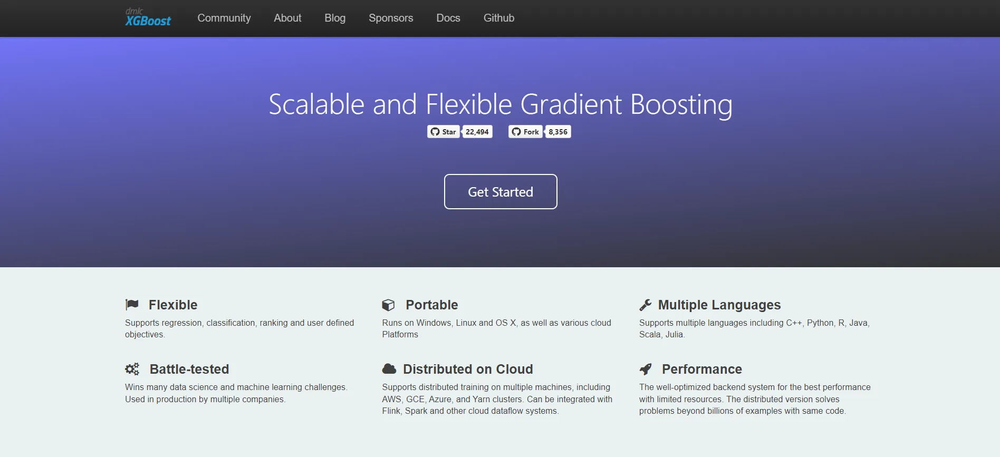 dmlc
XGBoost
Community
About
Blog
Sponsors
Docs
Github
Scalable and Flexible Gradient Boosting
Star 22,494
Fork 8,356
Get Started
Flexible
Supports regression, classification, ranking and user defined
objectives.
Portable
Runs on Windows, Linux and OS X, as well as various cloud
Platforms
Multiple Languages
Supports multiple languages including C++, Python, R, Java,
Scala, Julia.
Battle-tested
Wins many data science and machine learning challenges.
Used in production by multiple companies.
Distributed on Cloud
Supports distributed training on multiple machines, including
AWS, GCE, Azure, and Yarn clusters. Can be integrated with
Flink, Spark and other cloud dataflow systems.
Performance
The well-optimized backend system for the best performance
with limited resources. The distributed version solves
problems beyond billions of examples with same code.